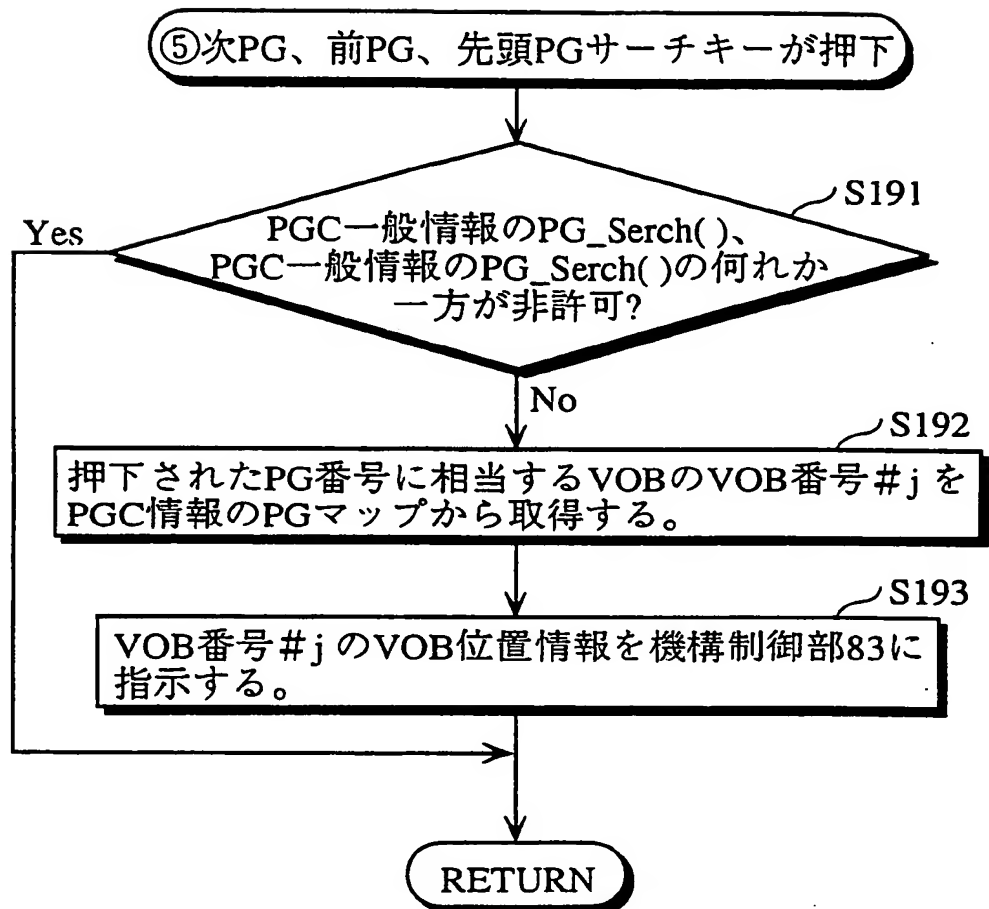 ⑤次PG、前PG、先頭PGサーチキーが押下
S191
Yes
PGC一般情報のPG_Serch( )、
PGC一般情報のPG_Serch( )の何れか
一方が非許可?
No
S192
押下されたPG番号に相当するVOBのVOB番号#jを
PGC情報のPGマップから取得する。
S193
VOB番号#jのVOB位置情報を機構制御部83に
指示する。
RETURN